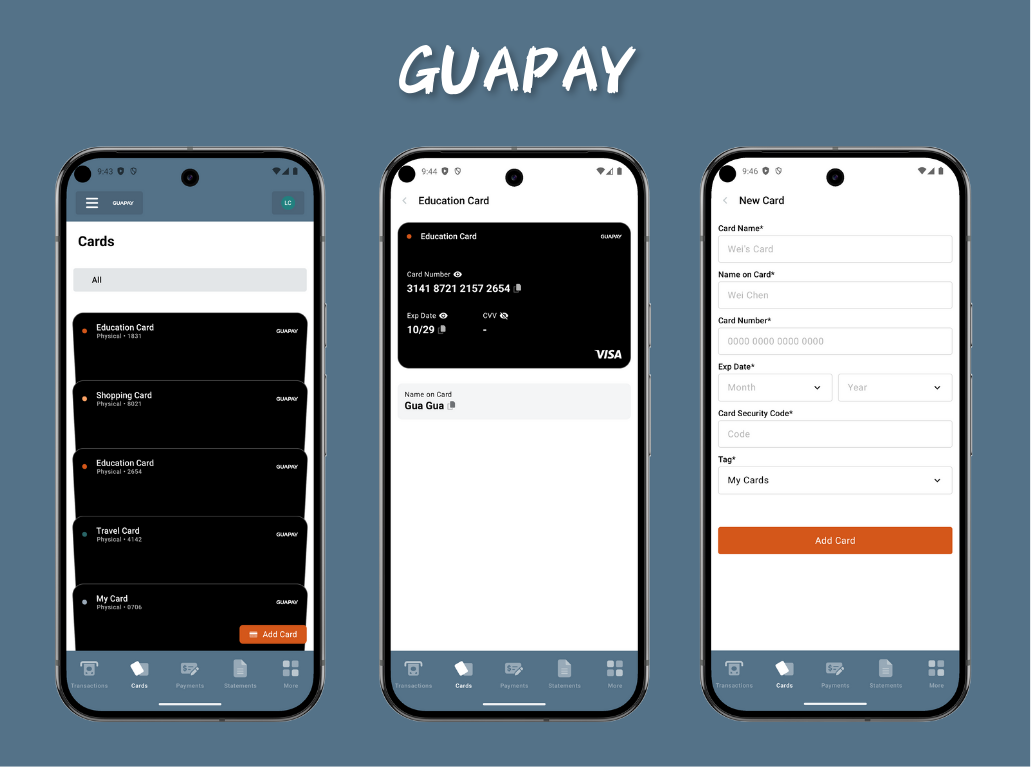 GUAPAY
9:43
GUAPAY
LC
Cards
All
Education Card
GUAPAY
Physical • 1831
Shopping Card
Physical • 8021
Education Card
GUAPAY
Physical • 2654
Travel Card
GUAPAY
Physical • 4142
My Card
GUAPAY
Physical • 0706
Add Card
Transactions
Cards
Payments
Statements
More
9:44
Education Card
Education Card
GUAPAY
Card Number
3141 8721 2157 2654
Exp Date CVV
10/29 -
VISA
Name on Card
Gua Gua
Transactions
Cards
Payments
Statements
More
9:46
New Card
Card Name*
Wei's Card
Name on Card*
Wei Chen
Card Number*
0000 0000 0000 0000
Exp Date*
Month Year
Card Security Code*
Code
Tag*
My Cards
Add Card
Transactions
Cards
Payments
Statements
More